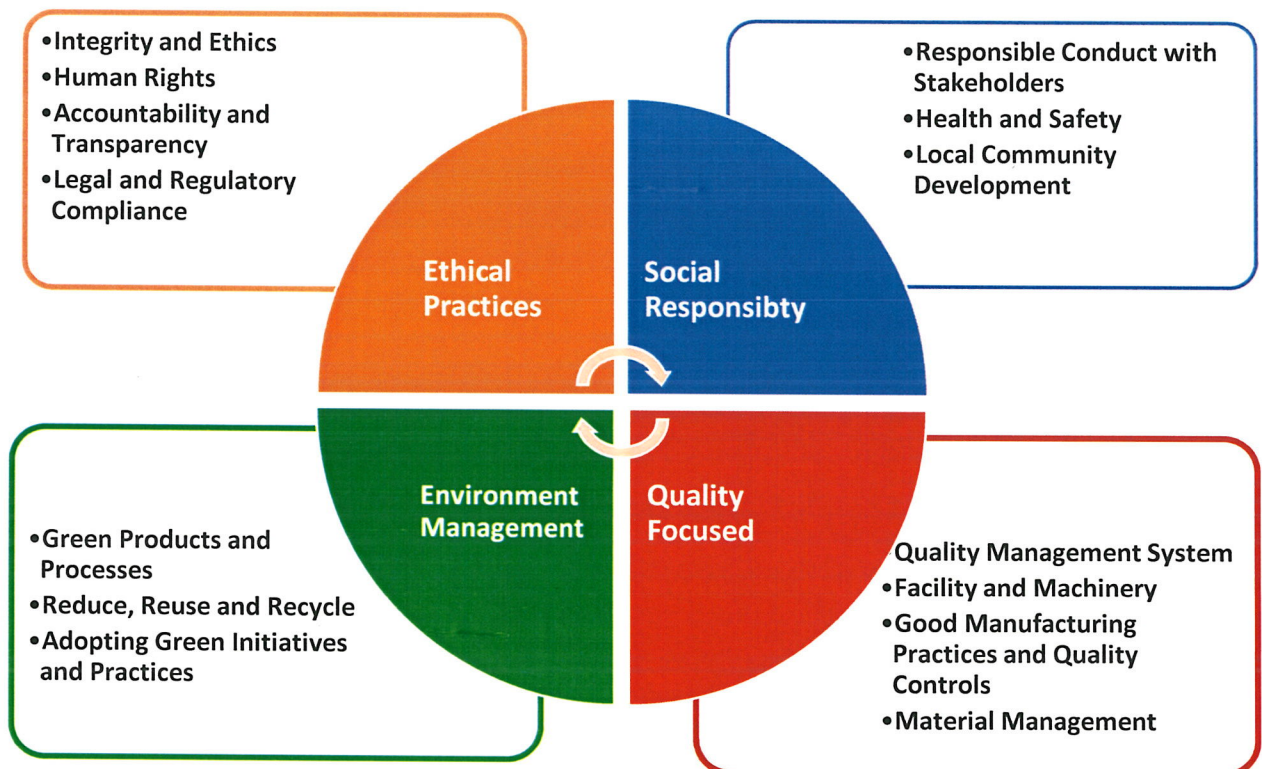 •Integrity and Ethics
•Human Rights
•Accountability and
Transparency
•Legal and Regulatory
Compliance
•Responsible Conduct with
Stakeholders
•Health and Safety
•Local Community
Development
Ethical
Practices
Social
Responsibty
Environment
Management
Quality
Focused
•Green Products and
Processes
•Reduce, Reuse and Recycle
•Adopting Green Initiatives
and Practices
Quality Management System
•Facility and Machinery
•Good Manufacturing
Practices and Quality
Controls
•Material Management